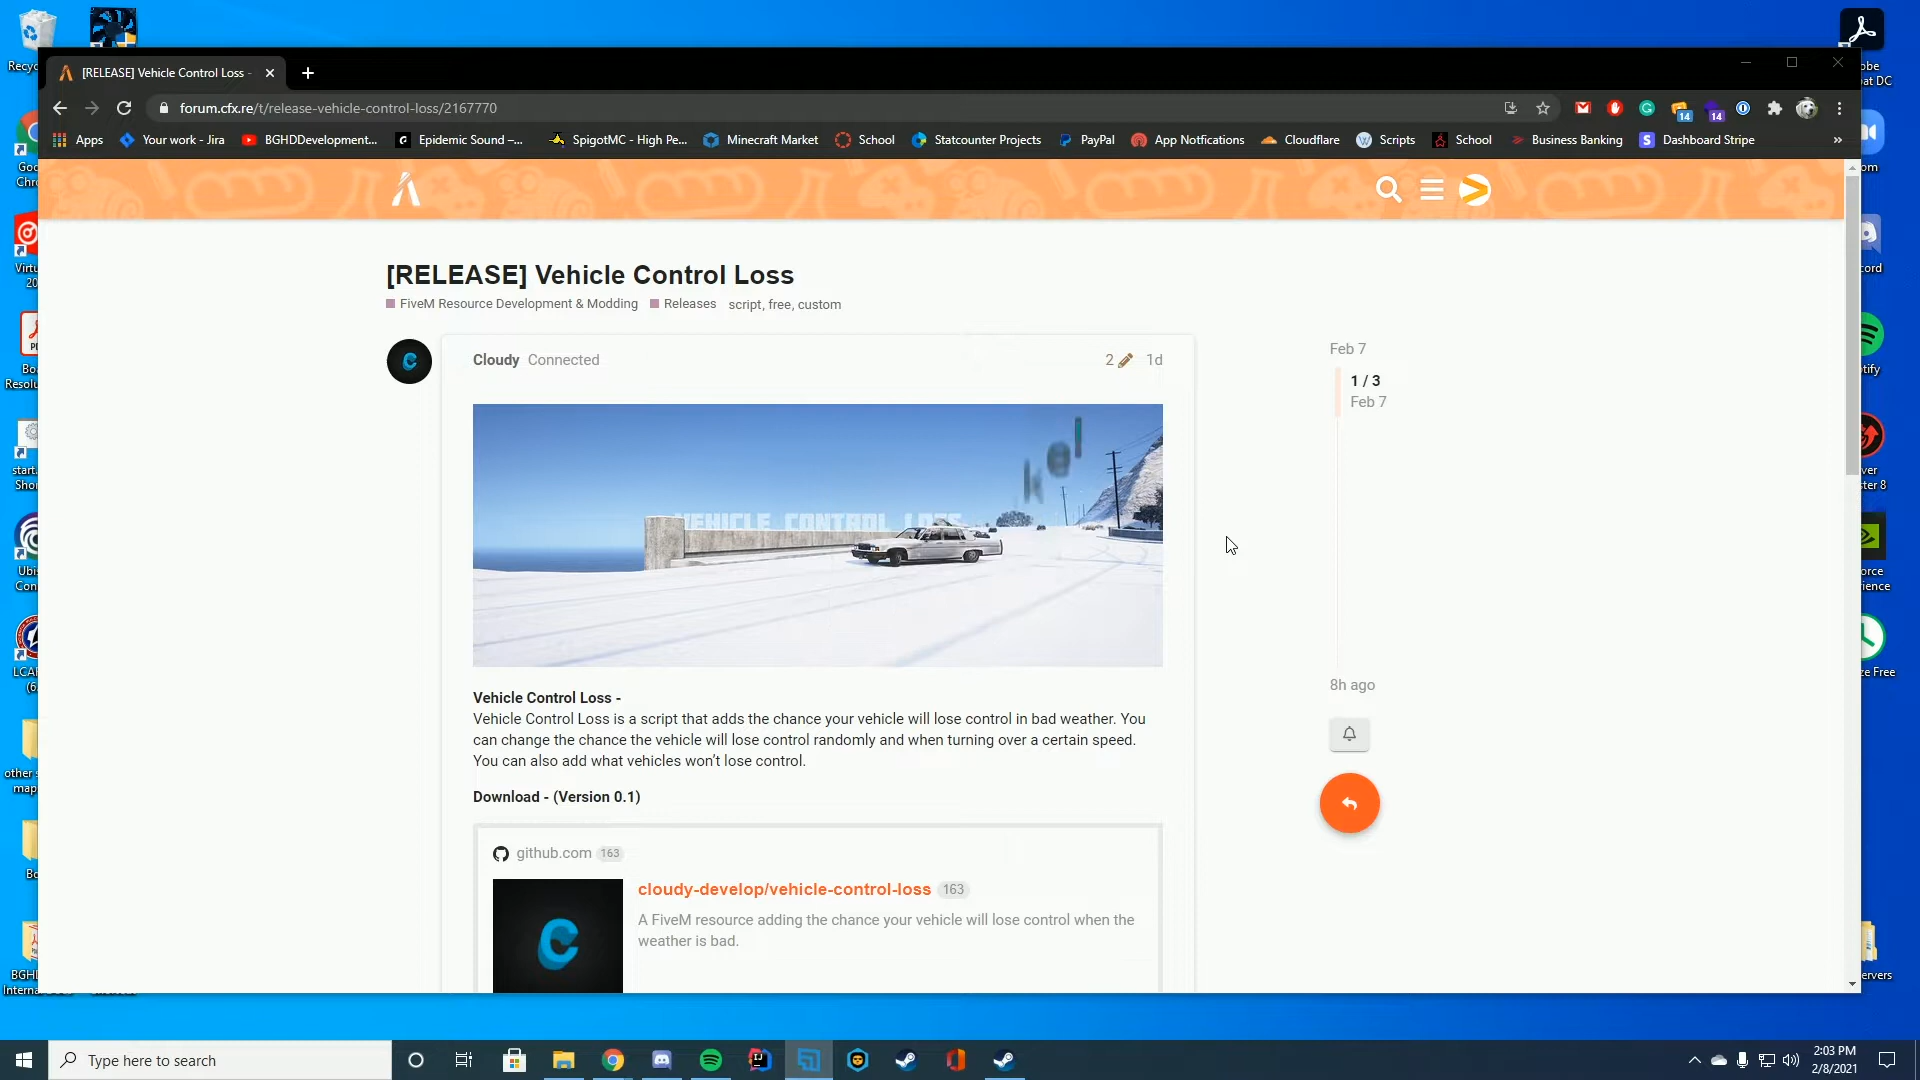 [RELEASE] Vehicle Control Loss -
forum.cfx.re/t/release-vehicle-control-loss/2167770
14
14
Apps
Your work - Jira
BGHDDevelopment...
Epidemic Sound –...
SpigotMC - High Pe...
Minecraft Market
School
Statcounter Projects
PayPal
App Notfications
Cloudflare
Scripts
School
Business Banking
Dashboard Stripe
»
[RELEASE] Vehicle Control Loss
FiveM Resource Development & Modding
Releases
script, free, custom
Cloudy Connected
2
1d
VEHICLE CONTROL LOSS
Feb 7
1 / 3
Feb 7
Vehicle Control Loss -
Vehicle Control Loss is a script that adds the chance your vehicle will lose control in bad weather. You
can change the chance the vehicle will lose control randomly and when turning over a certain speed.
You can also add what vehicles won't lose control.
8h ago
Download - (Version 0.1)
github.com 163
cloudy-develop/vehicle-control-loss 163
A FiveM resource adding the chance your vehicle will lose control when the
weather is bad.
Type here to search
2:03 PM
2/8/2021